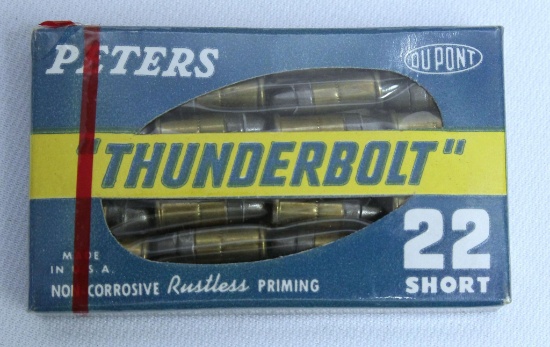 PETERS
DU PONT
"THUNDERBOLT"
22
SHORT
MADE
IN U.S.A.
NON-CORROSIVE Rustless PRIMING